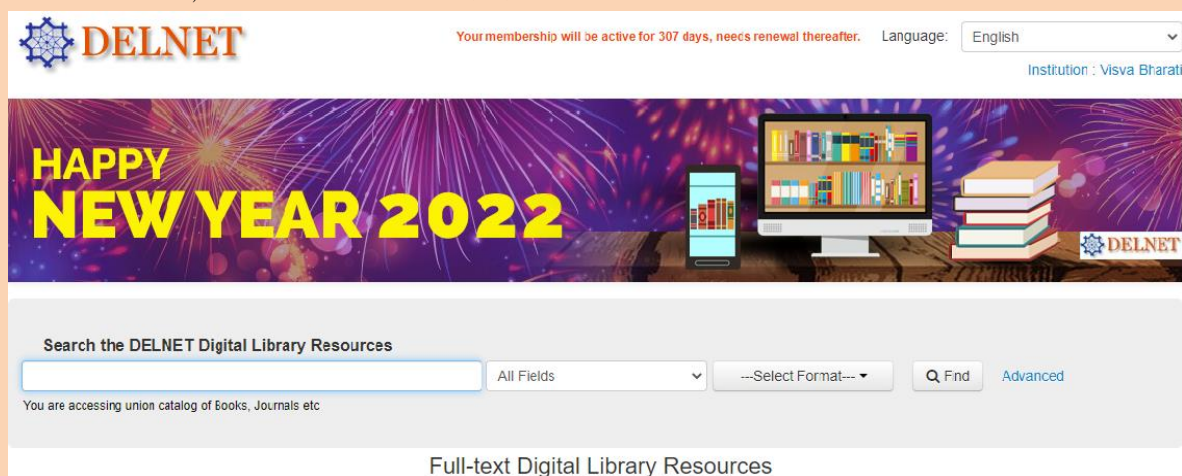 DELNET
Your membership will be active for 307 days, needs renewal thereafter. Language: English
Institution : Visva Bharati
HAPPY
NEW YEAR 2022
DELNET
Search the DELNET Digital Library Resources
All Fields ---Select Format--- Find Advanced
You are accessing union catalog of Books, Journals etc
Full-text Digital Library Resources